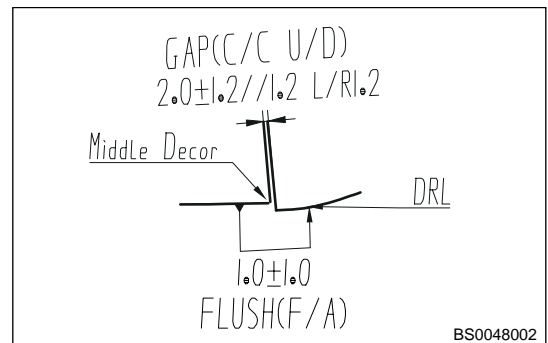 GAP(C/C U/D)
2.0±1.2//1.2 L/R1.2
Middle Decor
DRL
1.0±1.0
FLUSH(F/A)
BS0048002